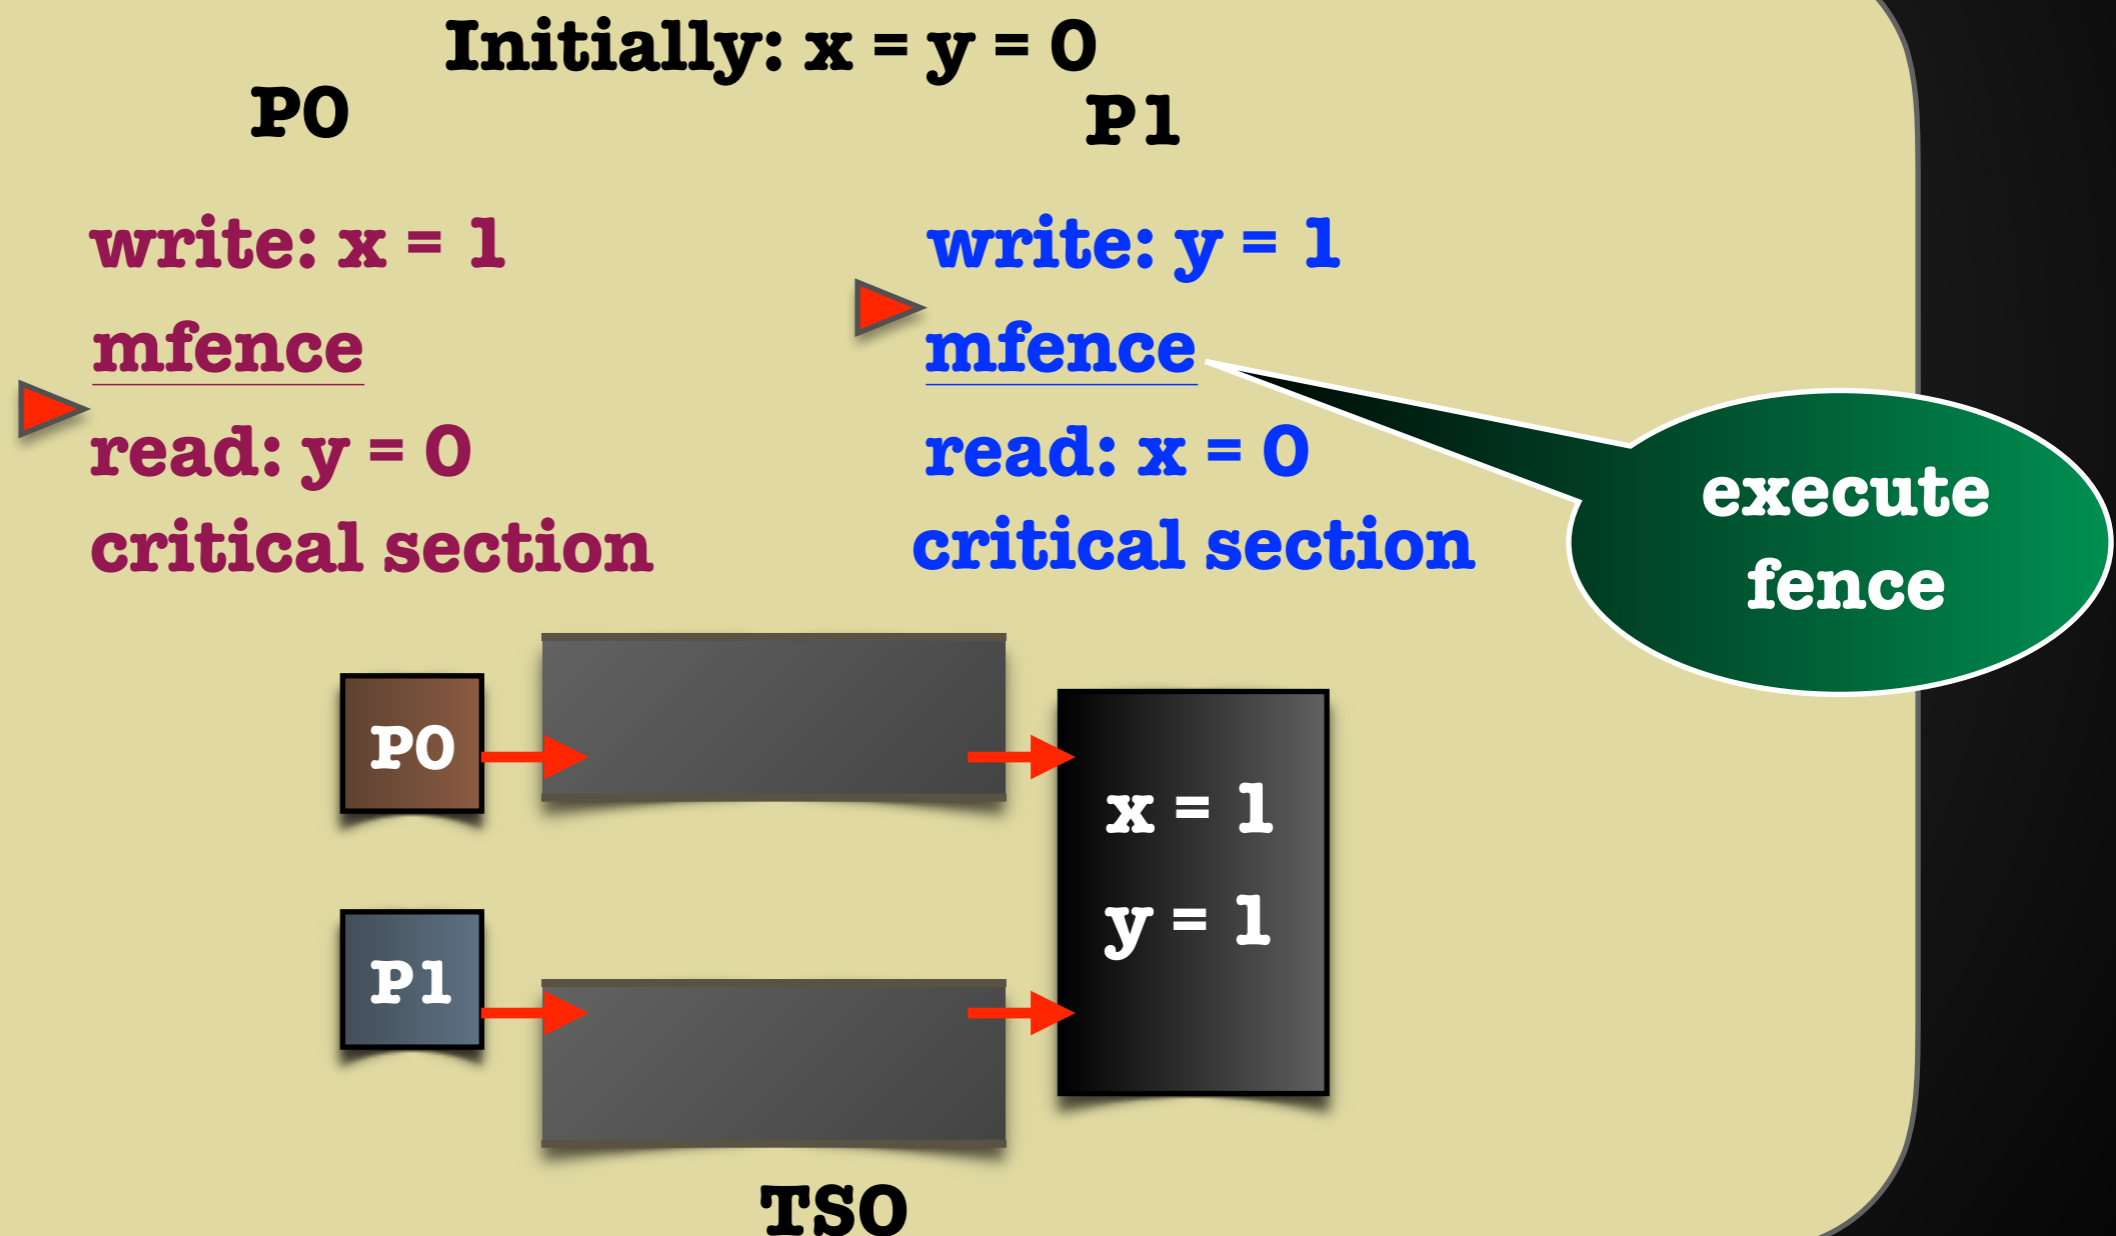 Initially: x = y = 0
P0
P1
write: x = 1
mfence
read: y = 0
critical section
write: y = 1
mfence
read: x = 0
critical section
execute
fence
P0
P1
x = 1
y = 1
TSO